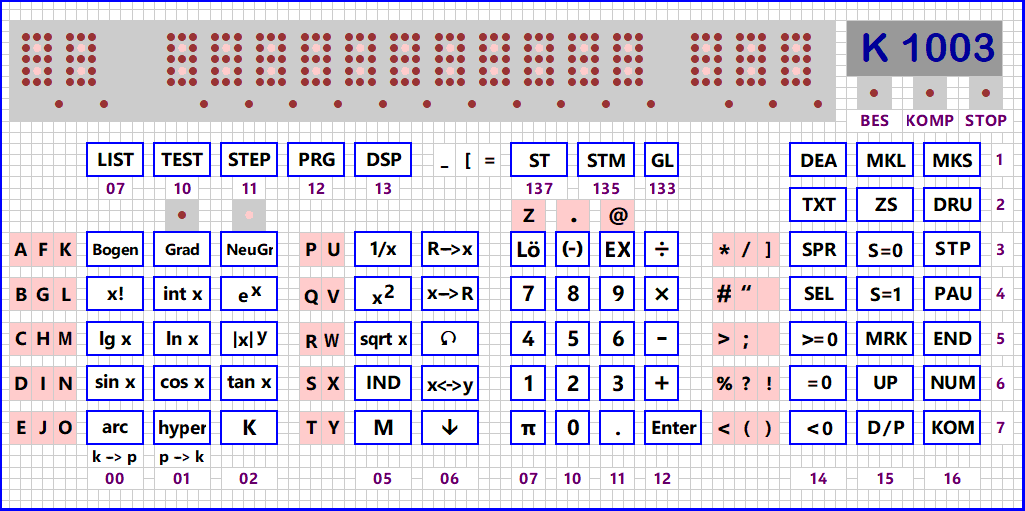 K 1003
BES KOMP STOP
LIST TEST STEP PRG DSP _ [ = ST STM GL DEA MKL MKS 1
07 10 11 12 13 137 135 133
Z . @ TXT ZS DRU 2
A F K Bogen Grad NeuGr P U 1/x R->x Lö (-) EX ÷ * / ] SPR S=0 STP 3
B G L x! int x e^x Q V x² x->R 7 8 9 × # “ SEL S=1 PAU 4
C H M lg x ln x |x|^y R W sqrt x ∩ 4 5 6 - > ; >=0 MRK END 5
D I N sin x cos x tan x S X IND x<->y 1 2 3 + % ? ! =0 UP NUM 6
E J O arc hyper K T Y M ↓ π 0 . Enter < ( ) <0 D/P KOM 7
k -> p p -> k
00 01 02 05 06 07 10 11 12 14 15 16